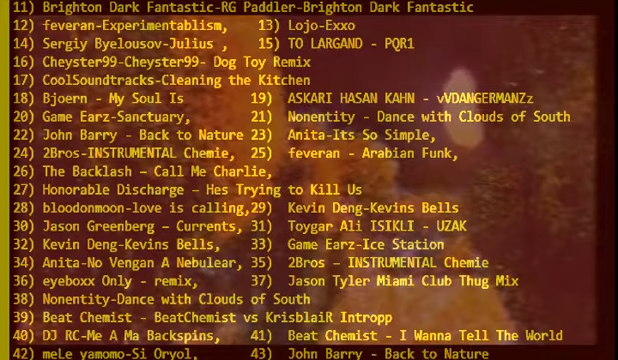 11) Brighton Dark Fantastic-RG Paddler-Brighton Dark Fantastic
12) feveran-Experimentablism, 13) Lojo-Exxo
14) Sergiy Byelousov-Julius , 15) TO LARGAND - PQR1
16) Cheyster99-Cheyster99- Dog Toy Remix
17) CoolSoundtracks-Cleaning the Kitchen
18) Bjoern - My Soul Is 19) ASKARI HASAN KAHN - vVDANGERMANZz
20) Game Earz-Sanctuary, 21) Nonentity - Dance with Clouds of South
22) John Barry - Back to Nature 23) Anita-Its So Simple,
24) 2Bros-INSTRUMENTAL Chemie, 25) feveran - Arabian Funk,
26) The Backlash – Call Me Charlie,
27) Honorable Discharge – Hes Trying to Kill Us
28) bloodonmoon-love is calling,29) Kevin Deng-Kevins Bells
30) Jason Greenberg – Currents, 31) Toygar Ali ISIKLI - UZAK
32) Kevin Deng-Kevins Bells, 33) Game Earz-Ice Station
34) Anita-No Vengan A Nebulear, 35) 2Bros – INSTRUMENTAL Chemie
36) eyeboxx Only - remix, 37) Jason Tyler Miami Club Thug Mix
38) Nonentity-Dance with Clouds of South
39) Beat Chemist - BeatChemist vs KrisblaiR Intropp
40) DJ RC-Me A Ma Backspins, 41) Beat Chemist - I Wanna Tell The World
42) meLe yamomo-Si Oryol, 43) John Barry - Back to Nature